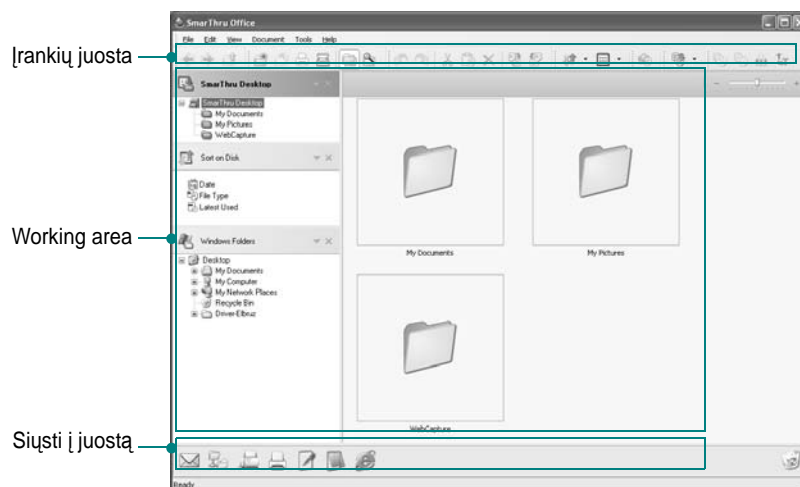 SmarThru Office
File Edit View Document Tools Help
Įrankių juosta
SmarThru Desktop
SmarThru Desktop
My Documents
My Pictures
WebCapture
Sort on Disk
Date
File Type
Latest Used
Working area
Windows Folders
Desktop
My Documents
My Computer
My Network Places
Recycle Bin
Driver-Elbruz
My Documents
My Pictures
WebCapture
Siųsti į juostą
Ready